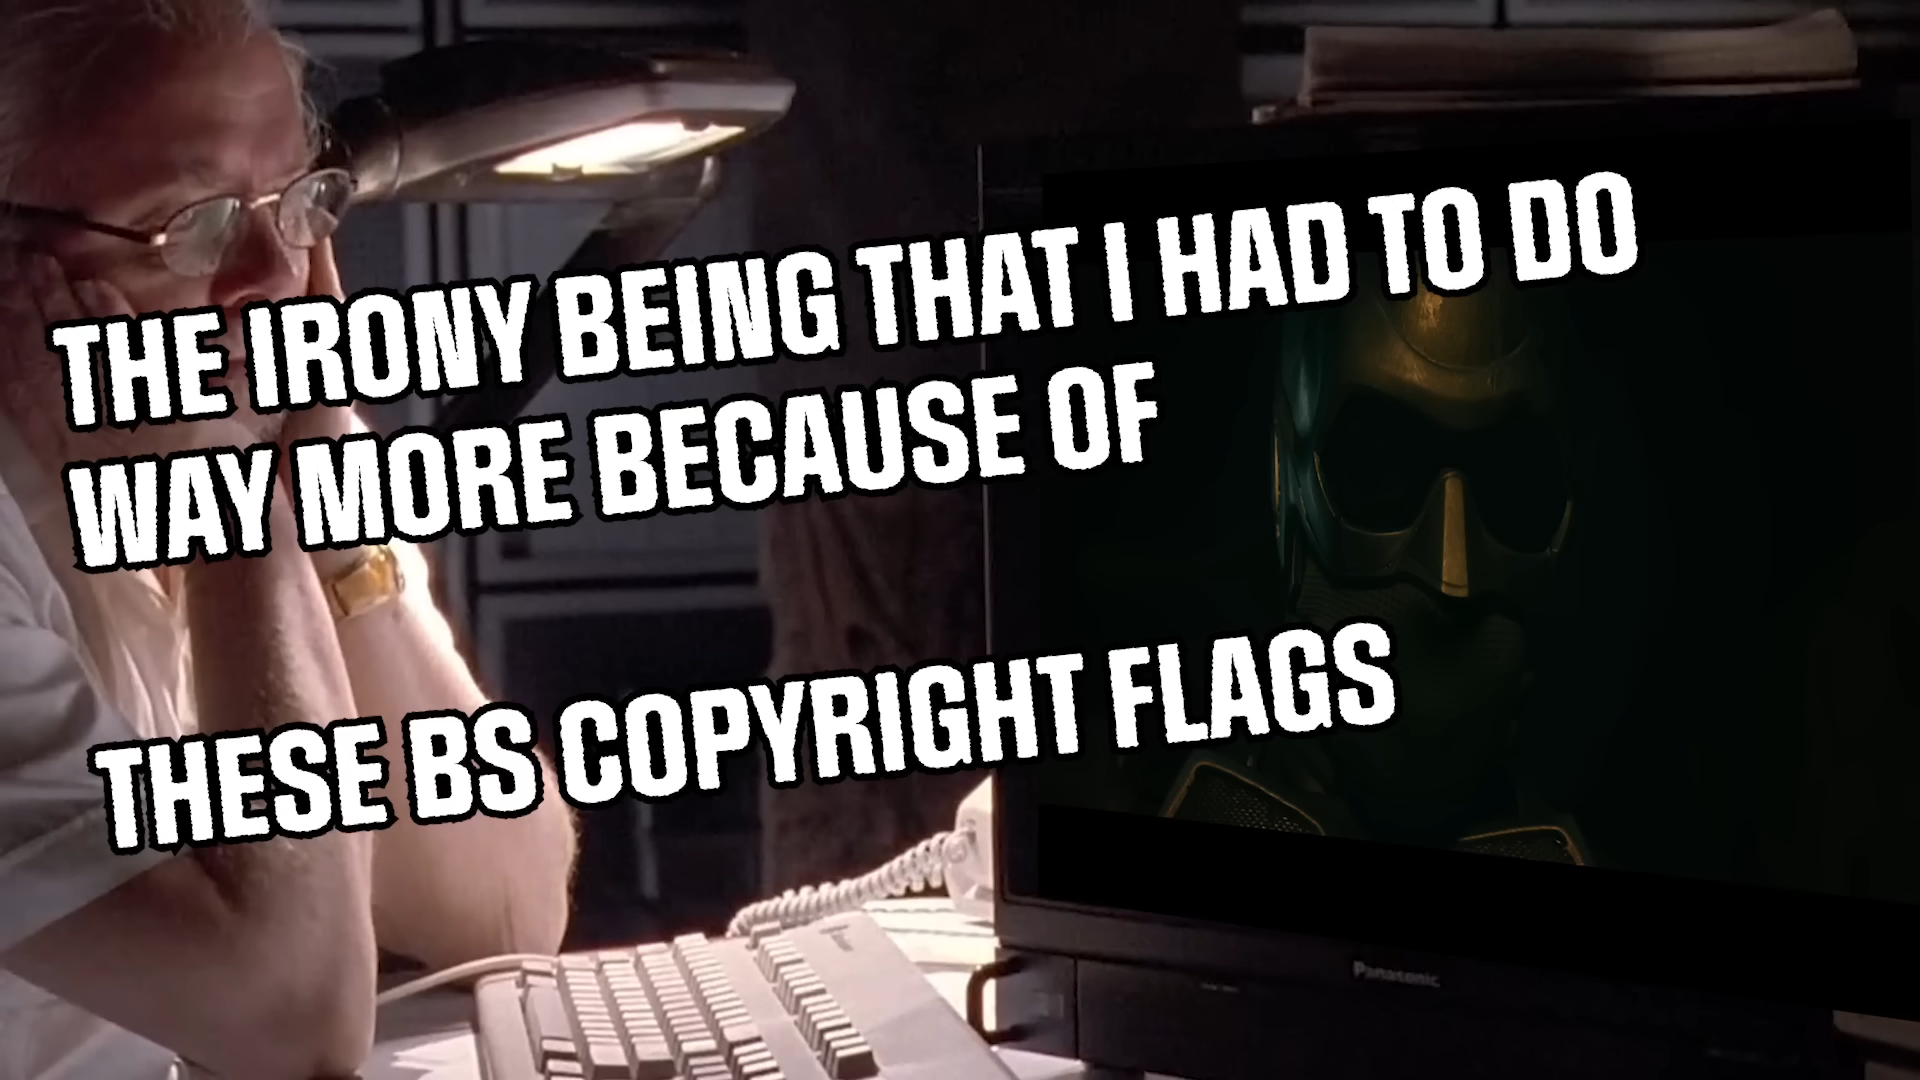 THE IRONY BEING THAT I HAD TO DO
WAY MORE BECAUSE OF
THESE BS COPYRIGHT FLAGS
Panasonic